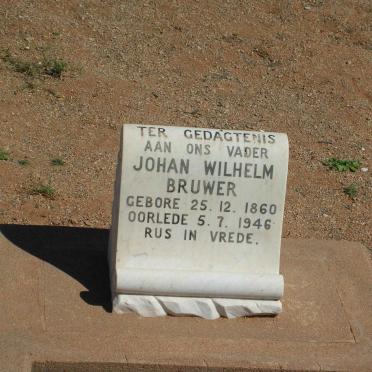 TER GEDAGTENIS
AAN ONS VADER
JOHAN WILHELM
BRUWER
GEBORE 25. 12. 1860
OORLEDE 5. 7. 1946
RUS IN VREDE.